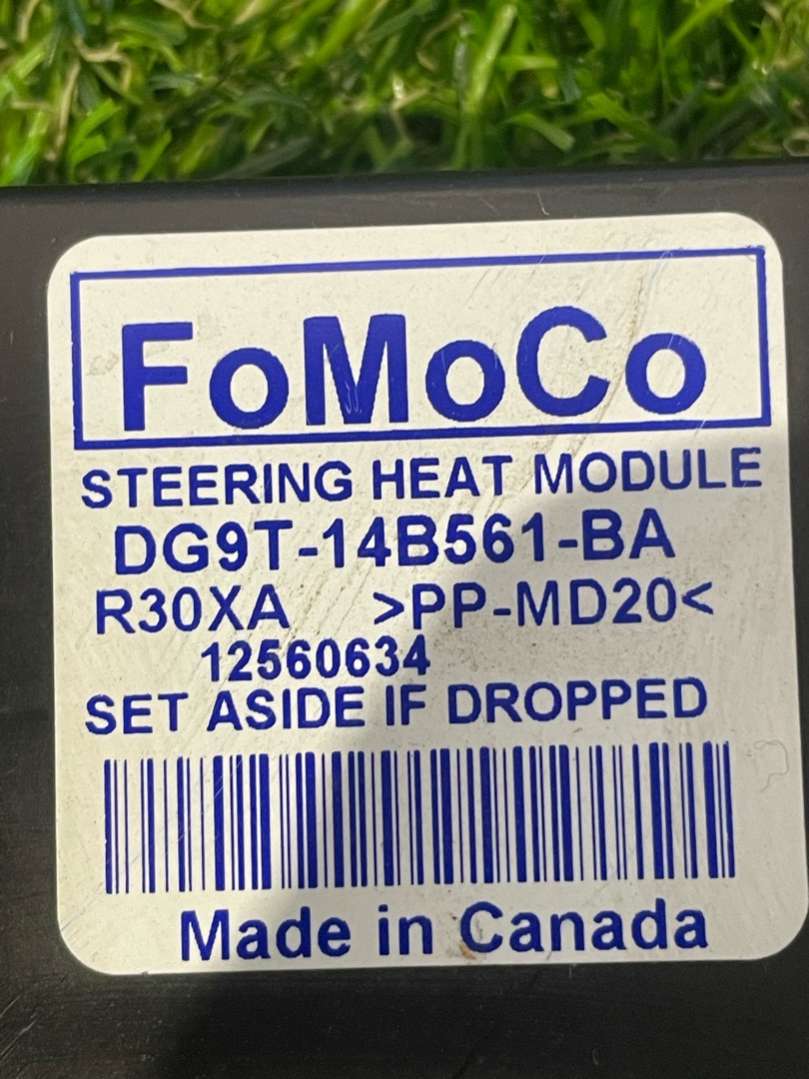 FoMoCo
STEERING HEAT MODULE
DG9T-14B561-BA
R30XA >PP-MD20<
12560634
SET ASIDE IF DROPPED
Made in Canada